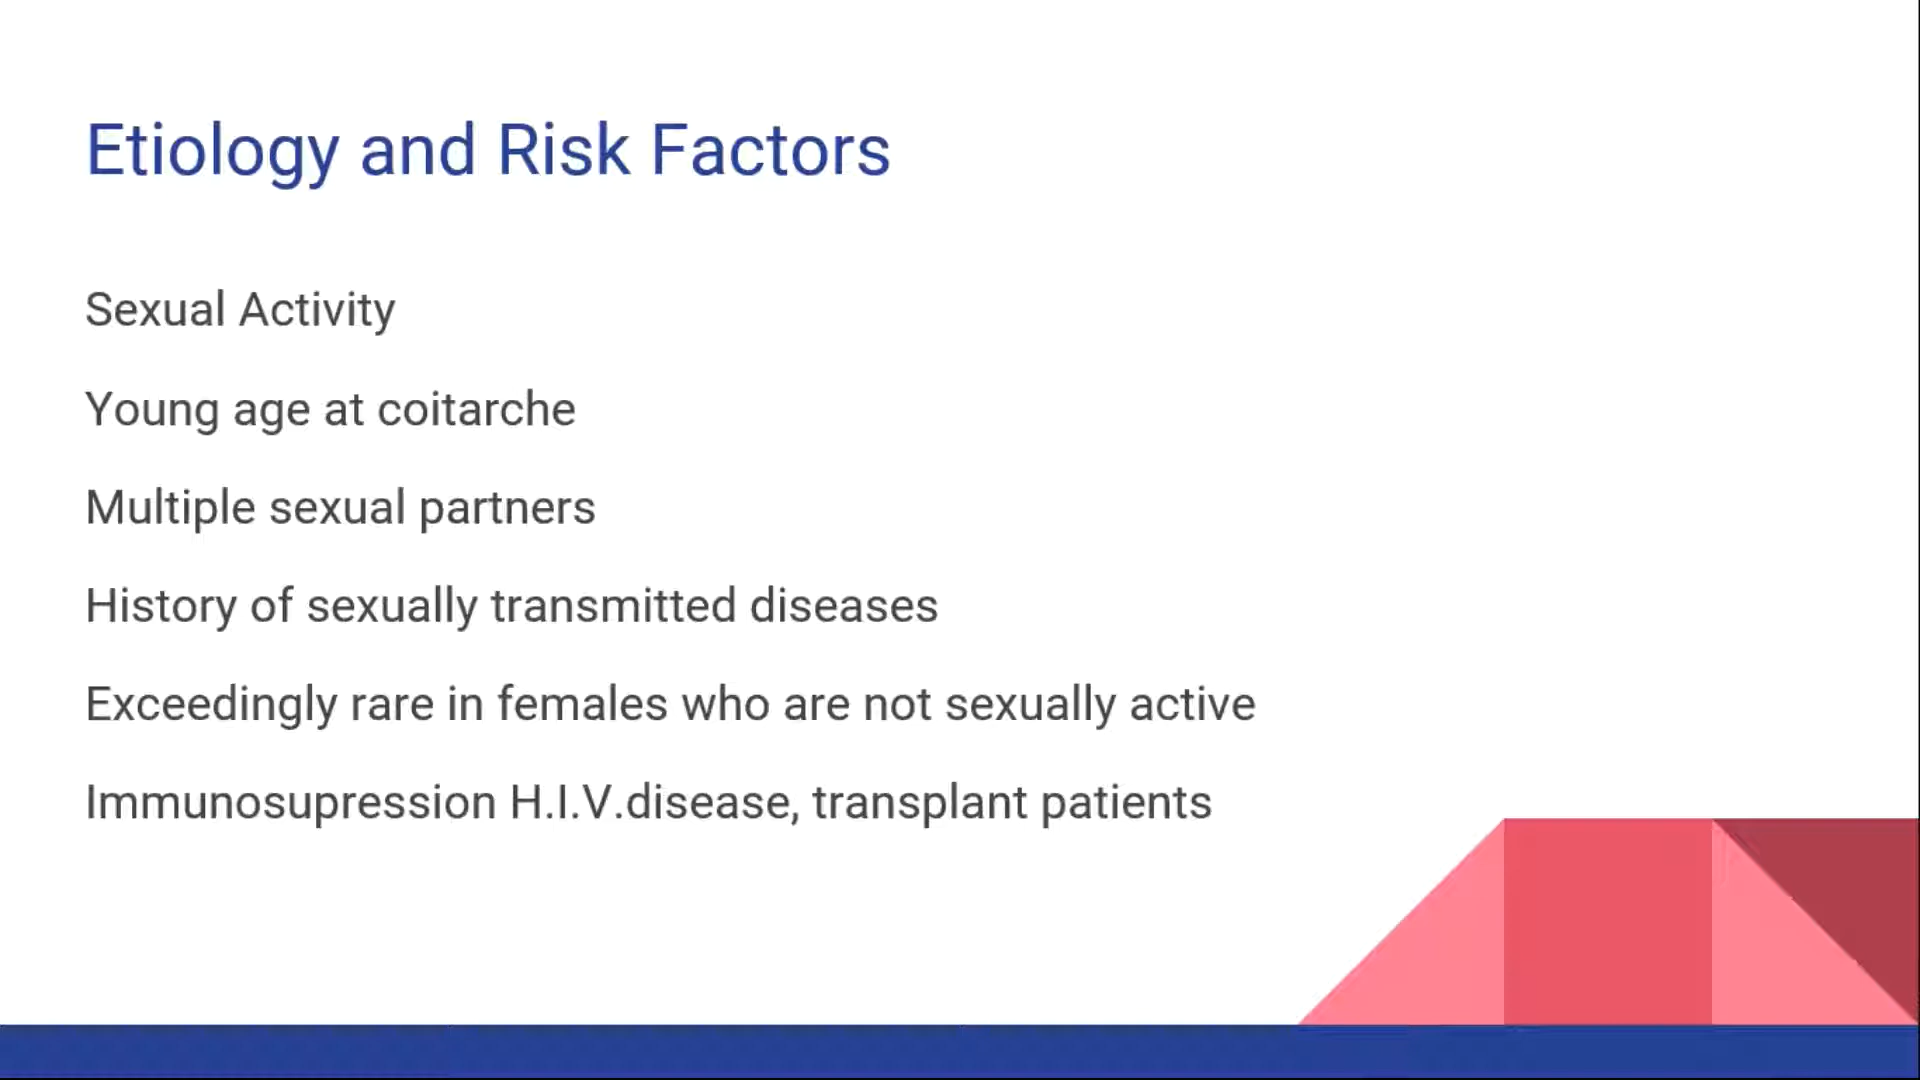 Etiology and Risk Factors
Sexual Activity
Young age at coitarche
Multiple sexual partners
History of sexually transmitted diseases
Exceedingly rare in females who are not sexually active
Immunosupression H.I.V.disease, transplant patients